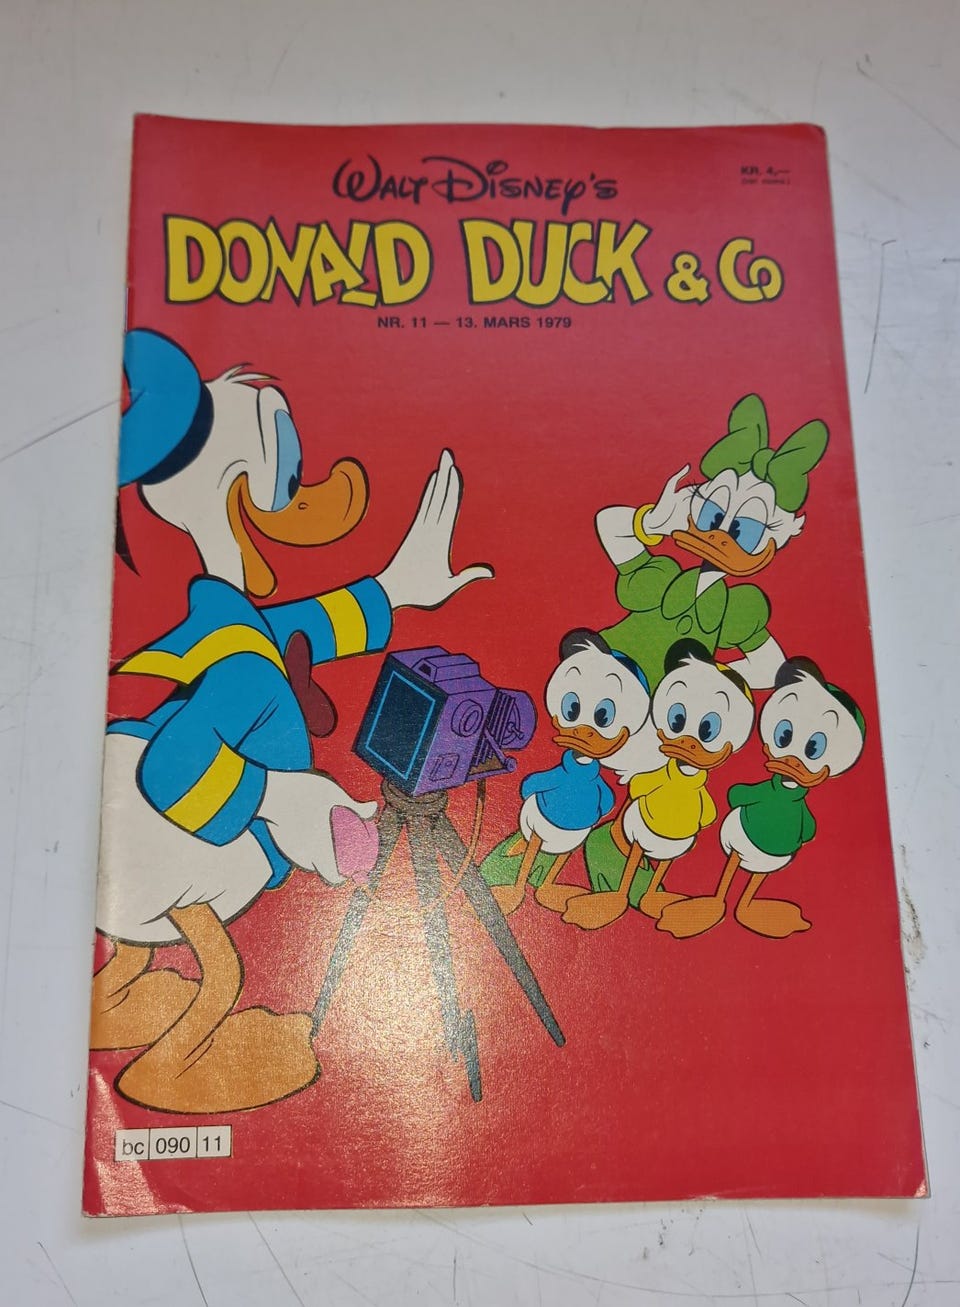 WALT DISNEY'S
KR. 4,—
DONALD DUCK & Co
NR. 11 — 13. MARS 1979
bc 090 11